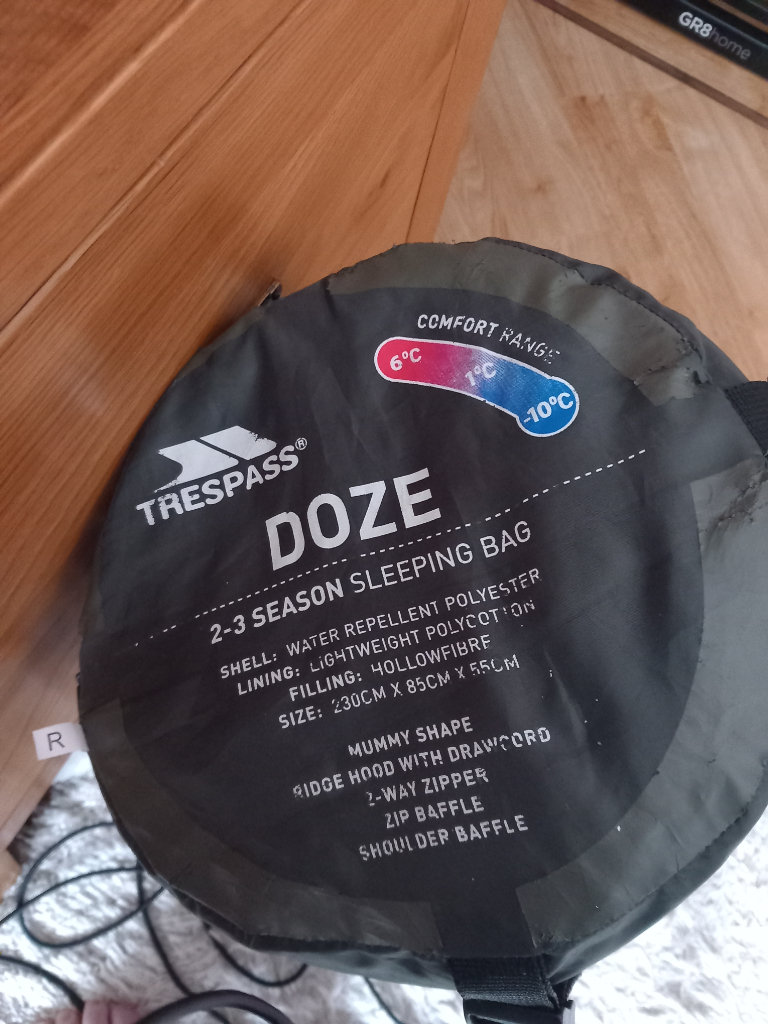 GR8home
COMFORT RANGE
6°C
1°C
-10°C
TRESPASS®
DOZE
2-3 SEASON SLEEPING BAG
SHELL: WATER REPELLENT POLYESTER
LINING: LIGHTWEIGHT POLYCOTTON
FILLING: HOLLOWFIBRE
SIZE: 230CM X 85CM X 55CM
MUMMY SHAPE
RIDGE HOOD WITH DRAWCORD
2-WAY ZIPPER
ZIP BAFFLE
SHOULDER BAFFLE
R